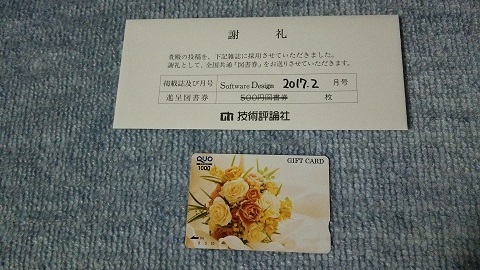 謝礼
貴殿の投稿を、下記雑誌に採用させていただきました。
謝礼として、全国共通「図書券」をお送りさせていただきます。
掲載誌及び月号 Software Design 2017.2 月号
進呈図書券 500円図書券 枚
技術評論社
QUO
1000
GIFT CARD